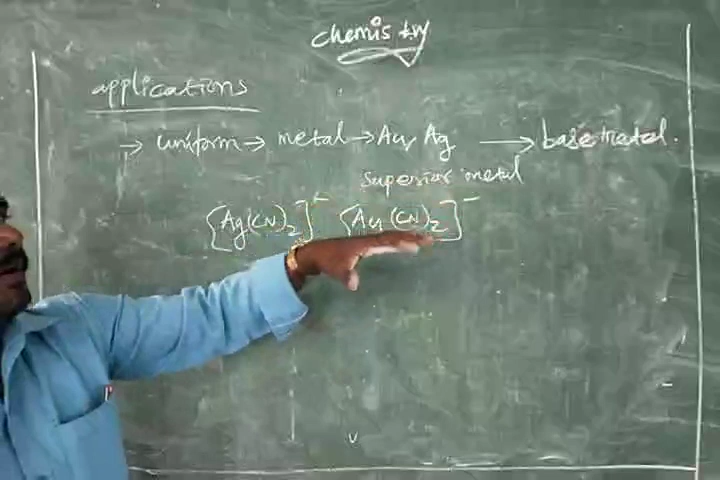 chemistry
applications
→ uniform → metal → Au, Ag → base metal.
superior metal
[Ag(CN)₂]⁻ [Au(CN)₂]⁻